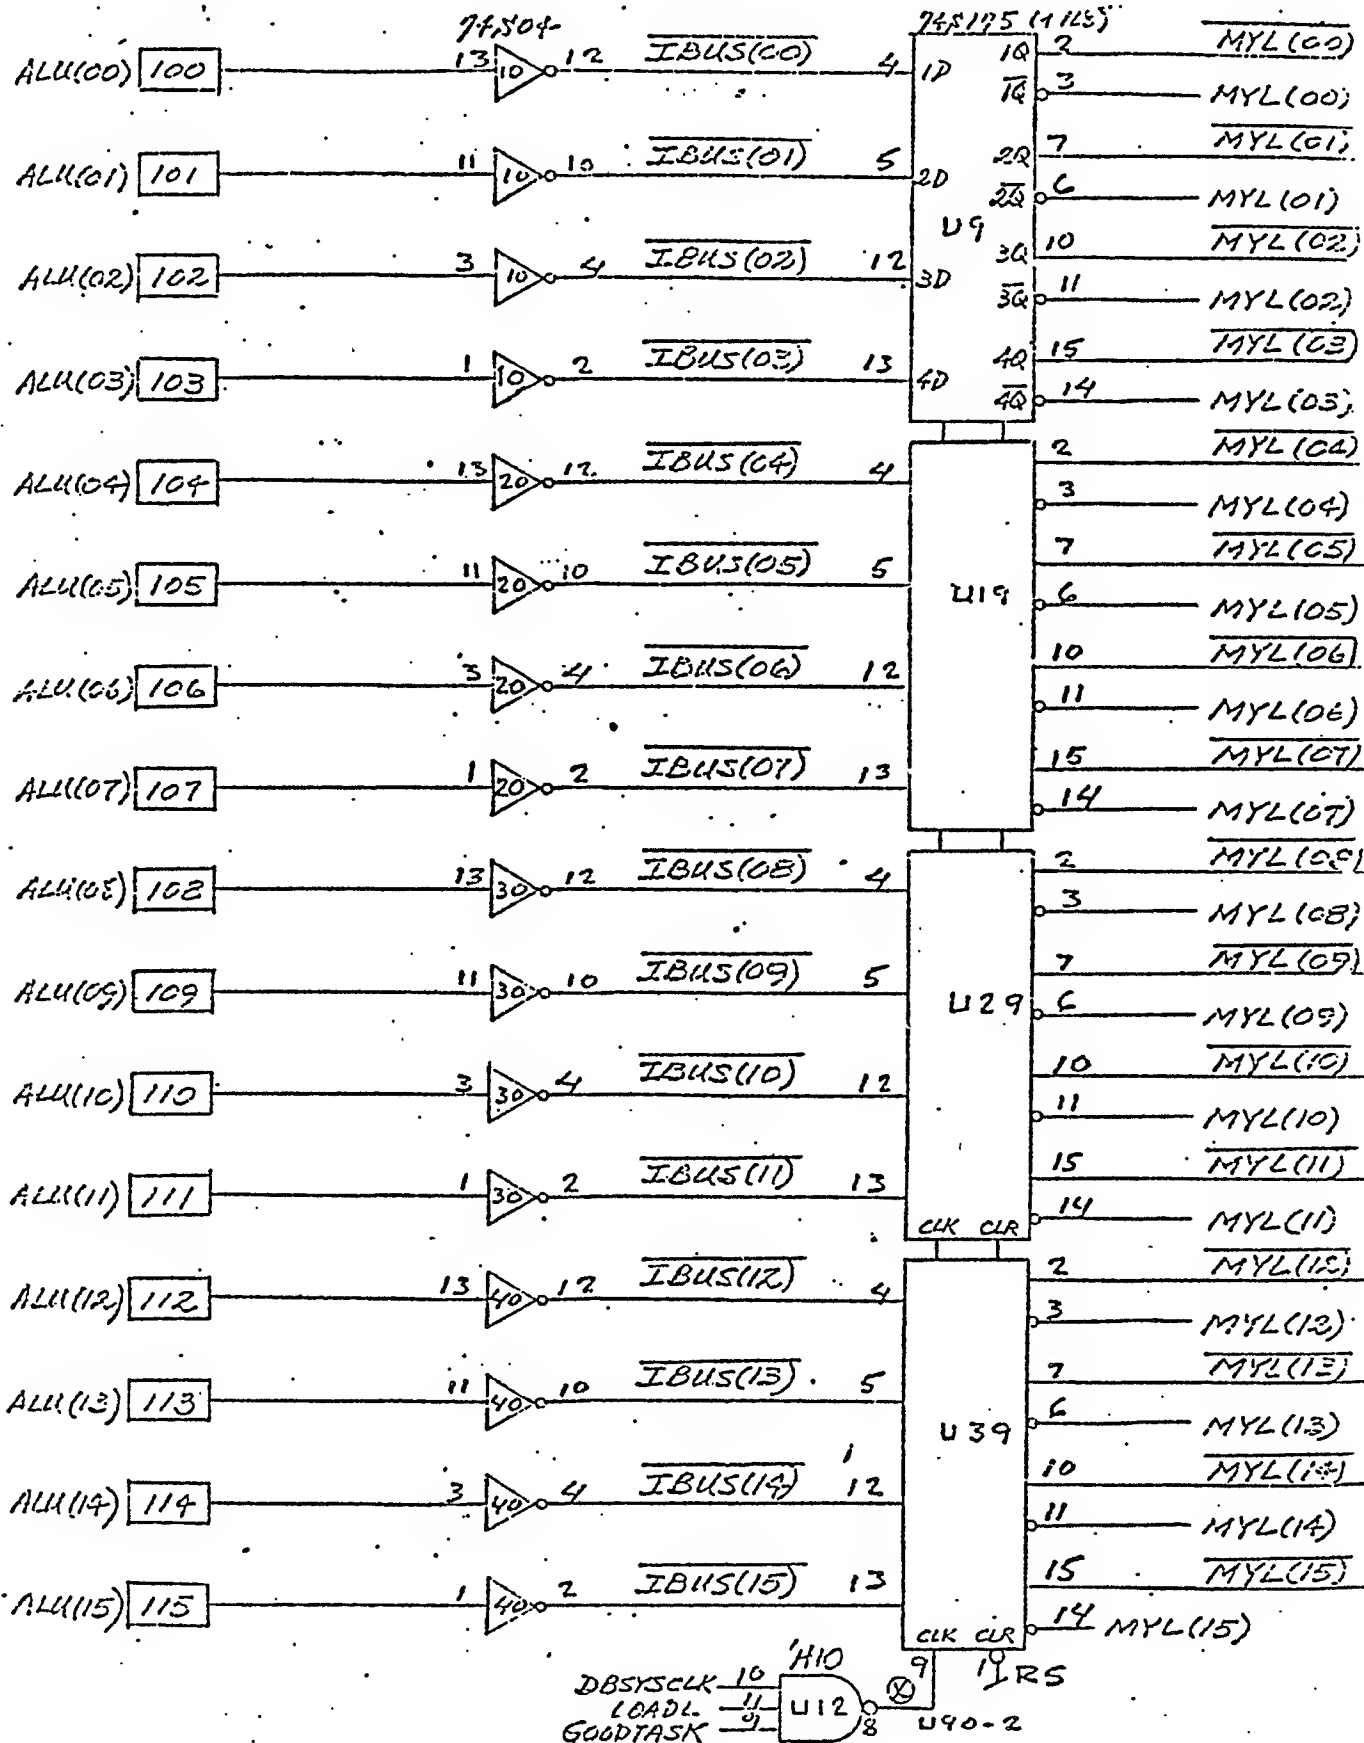 74S04 74S175 (4 IC'S)
ALU(00) 100 13 10 12 IBUS(00) 4 1D 1Q 2 MYL(00)
1Q 3 MYL(00)
ALU(01) 101 11 10 10 IBUS(01) 5 2D 2Q 7 MYL(01)
2Q 6 MYL(01)
U9
ALU(02) 102 3 10 4 IBUS(02) 12 3D 3Q 10 MYL(02)
3Q 11 MYL(02)
ALU(03) 103 1 10 2 IBUS(03) 13 4D 4Q 15 MYL(03)
4Q 14 MYL(03)
ALU(04) 104 13 20 12 IBUS(04) 4 2 MYL(04)
3 MYL(04)
ALU(05) 105 11 20 10 IBUS(05) 5 7 MYL(05)
U19 6 MYL(05)
ALU(06) 106 3 20 4 IBUS(06) 12 10 MYL(06)
11 MYL(06)
ALU(07) 107 1 20 2 IBUS(07) 13 15 MYL(07)
14 MYL(07)
ALU(08) 108 13 30 12 IBUS(08) 4 2 MYL(08)
3 MYL(08)
ALU(09) 109 11 30 10 IBUS(09) 5 7 MYL(09)
U29 6 MYL(09)
ALU(10) 110 3 30 4 IBUS(10) 12 10 MYL(10)
11 MYL(10)
ALU(11) 111 1 30 2 IBUS(11) 13 15 MYL(11)
CLK CLR 14 MYL(11)
ALU(12) 112 13 40 12 IBUS(12) 4 2 MYL(12)
3 MYL(12)
ALU(13) 113 11 40 10 IBUS(13) 5 7 MYL(13)
U39 6 MYL(13)
ALU(14) 114 3 40 4 IBUS(14) 12 10 MYL(14)
11 MYL(14)
ALU(15) 115 1 40 2 IBUS(15) 13 15 MYL(15)
CLK CLR 14 MYL(15)
'H10 9 1 RS
DBSYSCLK 10
LOADL 11 U12 8 U90-2
GOODTASK 9